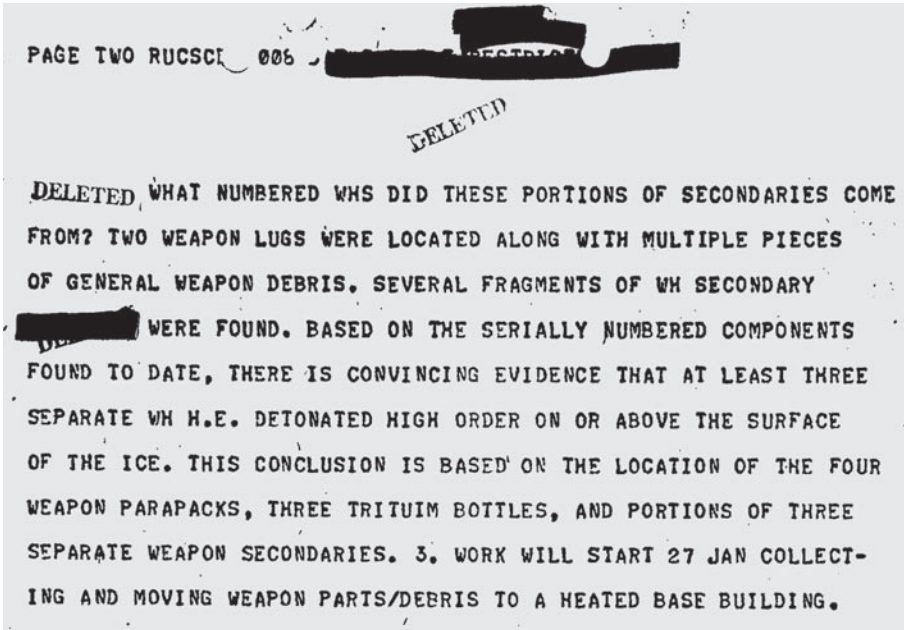 PAGE TWO RUCSCL 006
DELETED
DELETED WHAT NUMBERED WHS DID THESE PORTIONS OF SECONDARIES COME
FROM? TWO WEAPON LUGS WERE LOCATED ALONG WITH MULTIPLE PIECES
OF GENERAL WEAPON DEBRIS. SEVERAL FRAGMENTS OF WH SECONDARY
WERE FOUND. BASED ON THE SERIALLY NUMBERED COMPONENTS
FOUND TO DATE, THERE IS CONVINCING EVIDENCE THAT AT LEAST THREE
SEPARATE WH H.E. DETONATED HIGH ORDER ON OR ABOVE THE SURFACE
OF THE ICE. THIS CONCLUSION IS BASED ON THE LOCATION OF THE FOUR
WEAPON PARAPACKS, THREE TRITUIM BOTTLES, AND PORTIONS OF THREE
SEPARATE WEAPON SECONDARIES. 3. WORK WILL START 27 JAN COLLECT-
ING AND MOVING WEAPON PARTS/DEBRIS TO A HEATED BASE BUILDING.